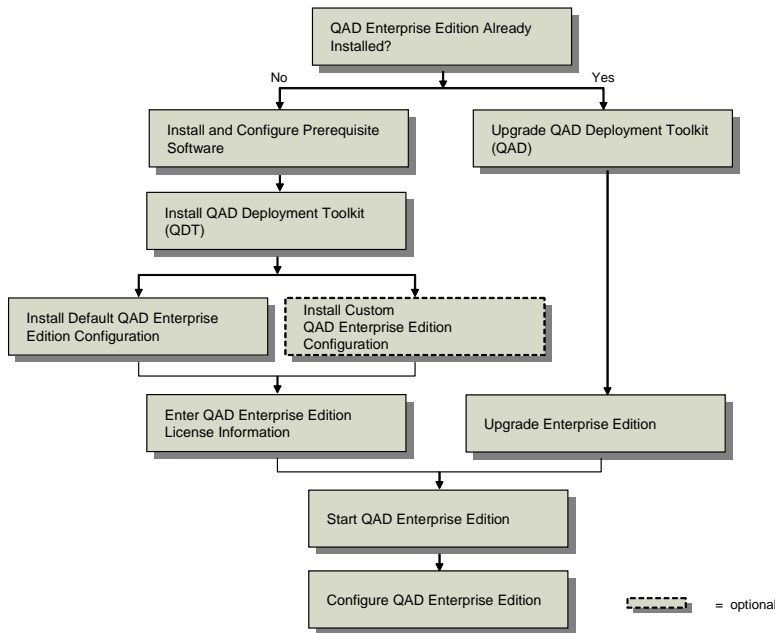 QAD Enterprise Edition Already
Installed?
No
Yes
Install and Configure Prerequisite
Software
Upgrade QAD Deployment Toolkit
(QAD)
Install QAD Deployment Toolkit
(QDT)
Install Default QAD Enterprise
Edition Configuration
Install Custom
QAD Enterprise Edition
Configuration
Enter QAD Enterprise Edition
License Information
Upgrade Enterprise Edition
Start QAD Enterprise Edition
Configure QAD Enterprise Edition
= optional